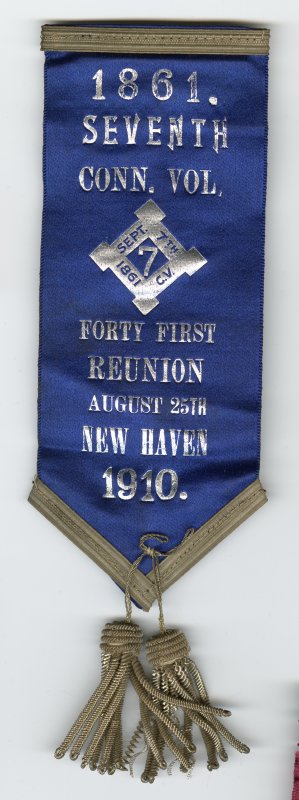 1861.
SEVENTH
CONN. VOL.
SEPT. 7TH
7
1861 C.V.
FORTY FIRST
REUNION
AUGUST 25TH
NEW HAVEN
1910.